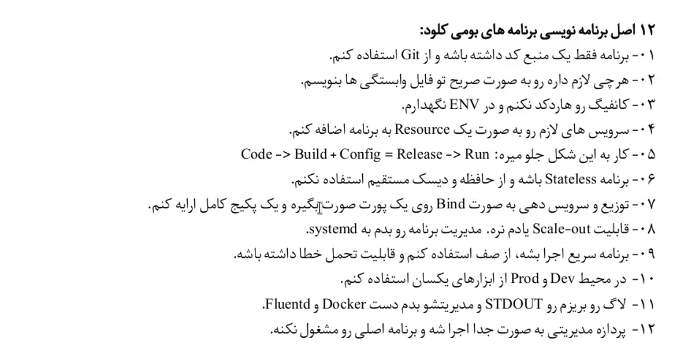 ۱۲ اصل برنامه نویسی برنامه های بومی کلود:
۰۱- برنامه فقط یک منبع کد داشته باشه و از Git استفاده کنم.
۰۲- هرچی لازم داره رو به صورت صریح تو فایل وابستگی ها بنویسم.
۰۳- کانفیگ رو هاردکد نکنم و در ENV نگهدارم.
۰۴- سرویس های لازم رو به صورت یک Resource به برنامه اضافه کنم.
۰۵- کار به این شکل جلو میره: Code -> Build + Config = Release -> Run
۰۶- برنامه Stateless باشه و از حافظه و دیسک مستقیم استفاده نکنم.
۰۷- توزیع و سرویس دهی به صورت Bind روی یک پورت صورت بگیره و یک پکیج کامل ارایه کنم.
۰۸- قابلیت Scale-out یادم نره. مدیریت برنامه رو بدم به systemd.
۰۹- برنامه سریع اجرا بشه، از صف استفاده کنم و قابلیت تحمل خطا داشته باشه.
۱۰- در محیط Dev و Prod از ابزارهای یکسان استفاده کنم.
۱۱- لاگ رو بریزم رو STDOUT و مدیریتشو بدم دست Docker و Fluentd.
۱۲- پردازه مدیریتی به صورت جدا اجرا شه و برنامه اصلی رو مشغول نکنه.